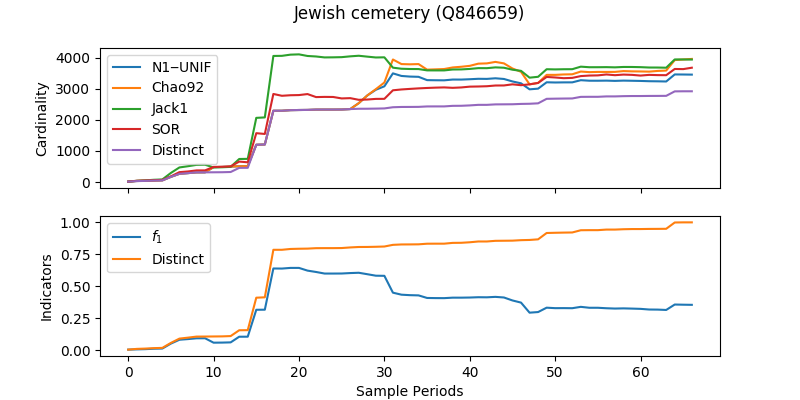 Jewish cemetery (Q846659)
Cardinality
4000
3000
2000
1000
0
N1−UNIF
Chao92
Jack1
SOR
Distinct
Indicators
1.00
0.75
0.50
0.25
0.00
f₁
Distinct
0 10 20 30 40 50 60
Sample Periods